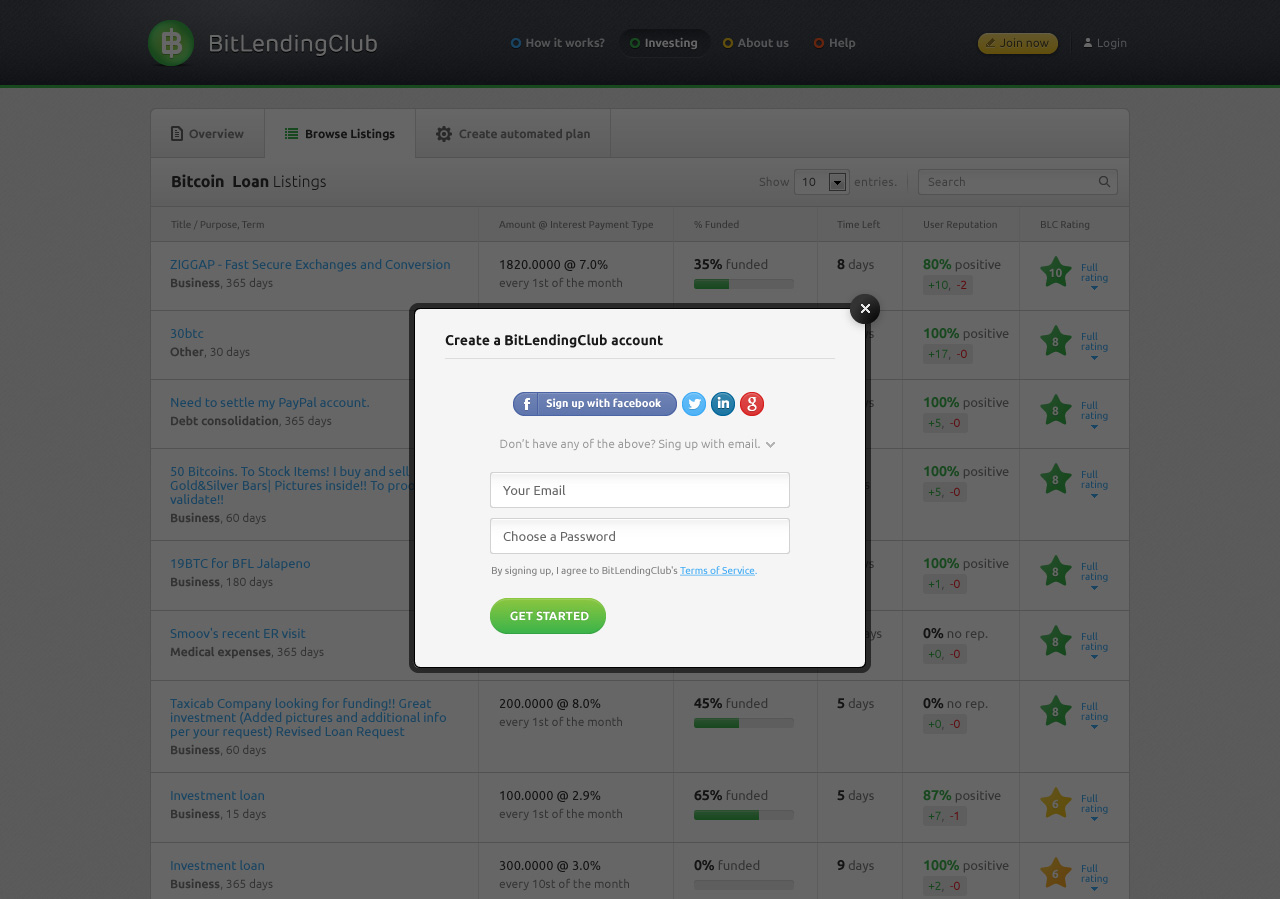 BitLendingClub
How it works? Investing About us Help
Join now Login
Overview Browse Listings Create automated plan
Bitcoin Loan Listings
Show 10 entries. Search
Title / Purpose, Term Amount @ Interest Payment Type % Funded Time Left User Reputation BLC Rating
ZIGGAP - Fast Secure Exchanges and Conversion 1820.0000 @ 7.0% 35% funded 8 days 80% positive 10 Full
Business, 365 days every 1st of the month +10, -2 rating
Create a BitLendingClub account
f Sign up with facebook in g
Don't have any of the above? Sing up with email.
Your Email
Choose a Password
By signing up, I agree to BitLendingClub's Terms of Service.
GET STARTED
30btc 100% positive 8 Full
Other, 30 days +17, -0 rating
Need to settle my PayPal account. 100% positive 8 Full
Debt consolidation, 365 days +5, -0 rating
50 Bitcoins. To Stock Items! I buy and sell 100% positive 8 Full
Gold&Silver Bars| Pictures inside!! To +5, -0 rating
validate!!
Business, 60 days
19BTC for BFL Jalapeno 100% positive 8 Full
Business, 180 days +1, -0 rating
Smoov's recent ER visit 0% no rep. 8 Full
Medical expenses, 365 days +0, -0 rating
Taxicab Company looking for funding!! Great 200.0000 @ 8.0% 45% funded 5 days 0% no rep. 8 Full
investment (Added pictures and additional info every 1st of the month +0, -0 rating
per your request) Revised Loan Request
Business, 60 days
Investment loan 100.0000 @ 2.9% 65% funded 5 days 87% positive 6 Full
Business, 15 days every 1st of the month +7, -1 rating
Investment loan 300.0000 @ 3.0% 0% funded 9 days 100% positive 6 Full
Business, 365 days every 10st of the month +2, -0 rating